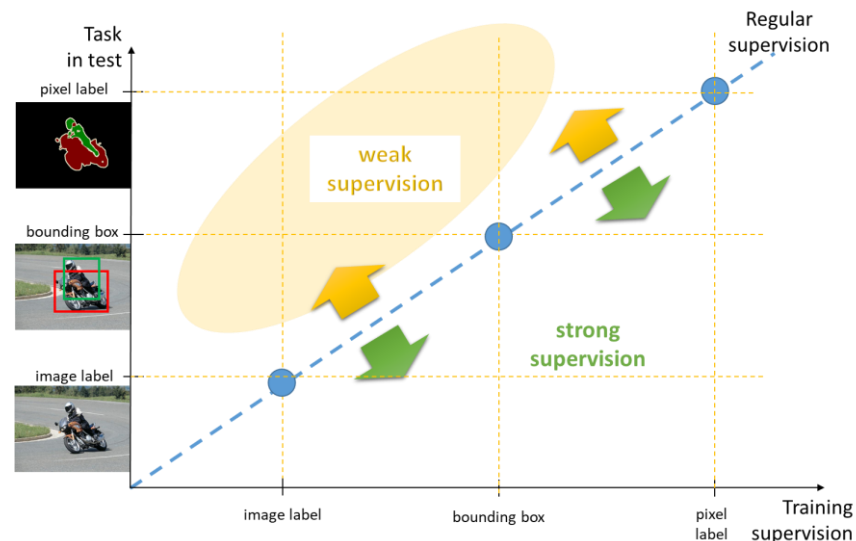 Task
in test
pixel label
bounding box
image label
weak
supervision
strong
supervision
Regular
supervision
image label
bounding box
pixel
label
Training
supervision